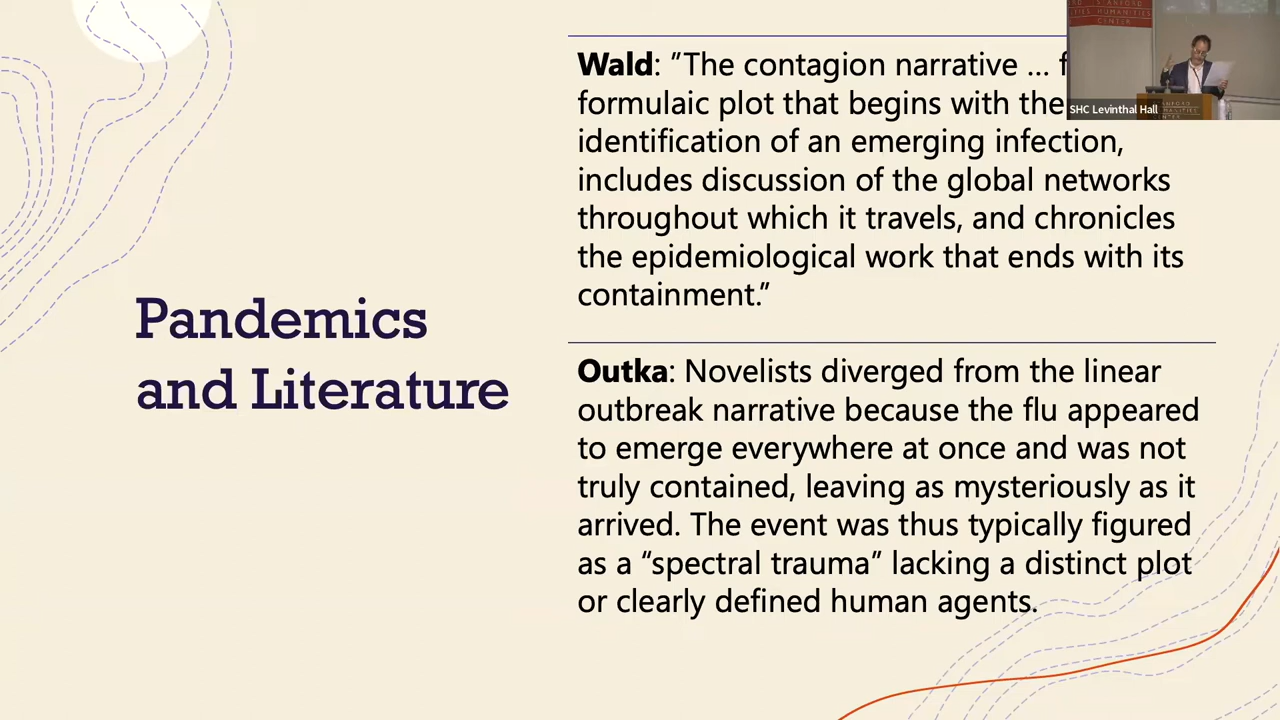 Pandemics
and Literature
Wald: ”The contagion narrative …
formulaic plot that begins with the
identification of an emerging infection,
includes discussion of the global networks
throughout which it travels, and chronicles
the epidemiological work that ends with its
containment.”
Outka: Novelists diverged from the linear
outbreak narrative because the flu appeared
to emerge everywhere at once and was not
truly contained, leaving as mysteriously as it
arrived. The event was thus typically figured
as a “spectral trauma” lacking a distinct plot
or clearly defined human agents.
STANFORD
HUMANITIES
CENTER
SHC Levinthal Hall